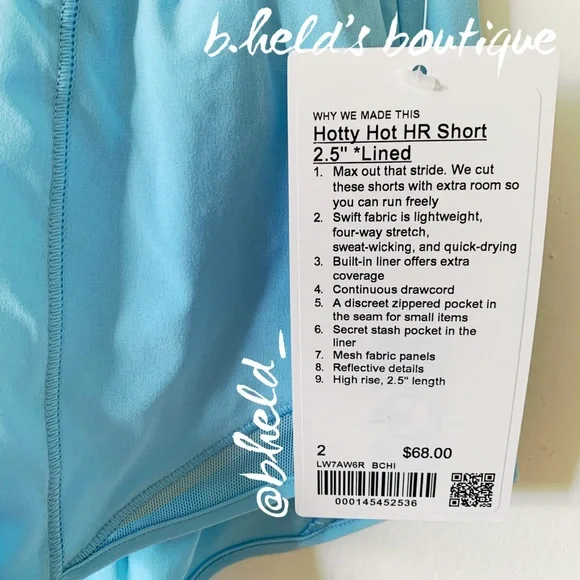 b.held's boutique
WHY WE MADE THIS
Hotty Hot HR Short
2.5" *Lined
1. Max out that stride. We cut
these shorts with extra room so
you can run freely
2. Swift fabric is lightweight,
four-way stretch,
sweat-wicking, and quick-drying
3. Built-in liner offers extra
coverage
4. Continuous drawcord
5. A discreet zippered pocket in
the seam for small items
6. Secret stash pocket in the
liner
7. Mesh fabric panels
8. Reflective details
9. High rise, 2.5" length
2 $68.00
LW7AW6R BCHI
000145452536
@bheld_